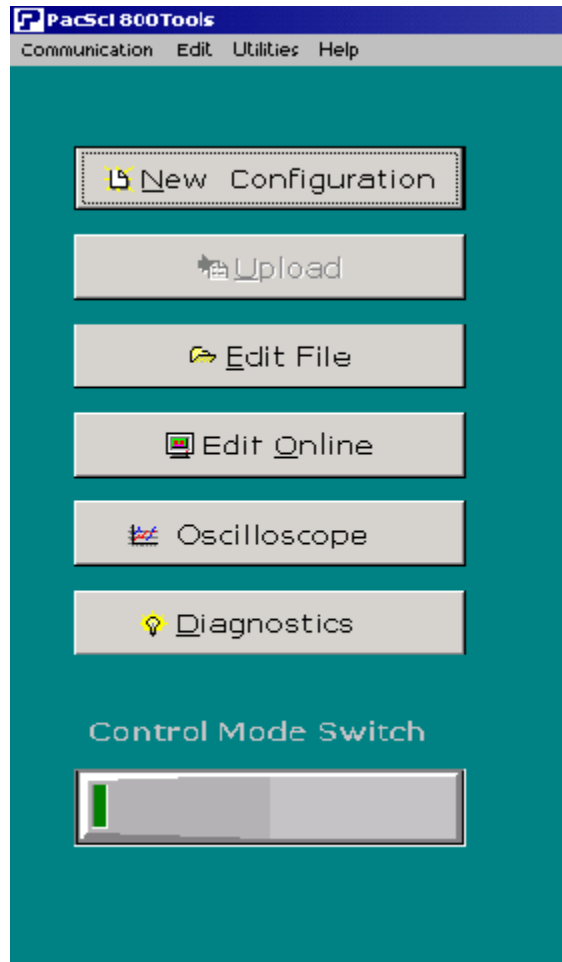 PacSci 800Tools
Communication Edit Utilities Help
New Configuration
Upload
Edit File
Edit Online
Oscilloscope
Diagnostics
Control Mode Switch